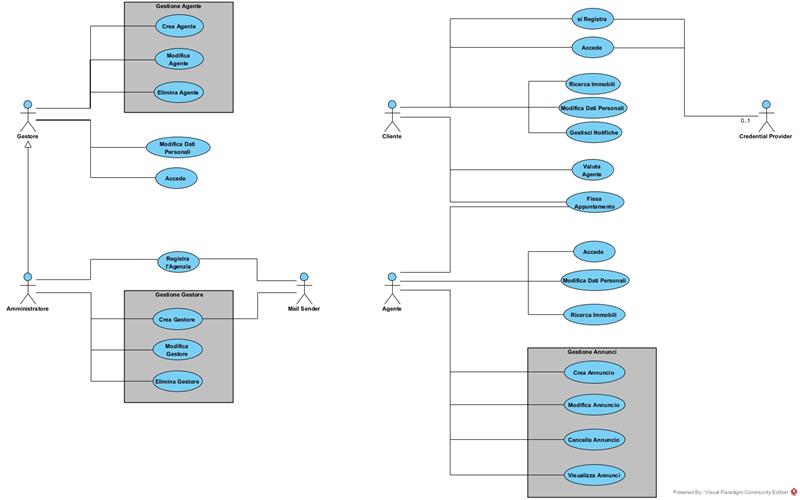 Gestione Agente
Crea Agente
Modifica
Agente
Elimina Agente
Gestore
Modifica Dati
Personali
Accede
Registra
l'Agenzia
Amministratore
Mail Sender
Gestione Gestore
Crea Gestore
Modifica
Gestore
Elimina Gestore
si Registra
Accede
Ricerca Immobili
Modifica Dati Personali
Gestisci Notifiche
Cliente
0..1
Credential Provider
Valuta
Agente
Fissa
Appuntamento
Accede
Modifica Dati Personali
Ricerca Immobili
Agente
Gestione Annunci
Crea Annuncio
Modifica Annuncio
Cancella Annuncio
Visualizza Annunci
Powered By: Visual Paradigm Community Edition